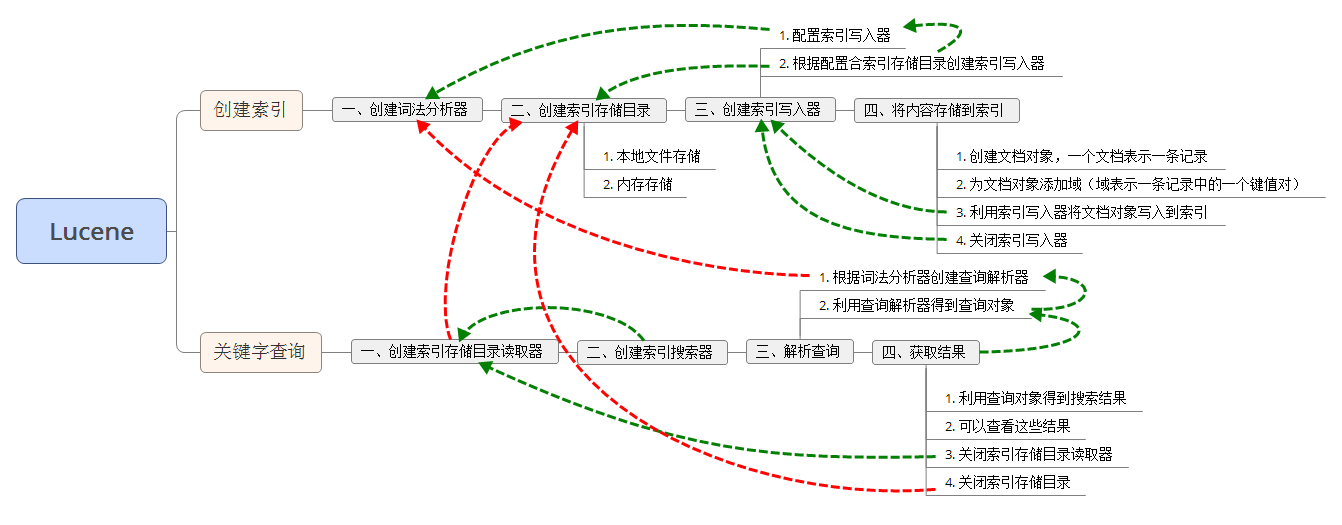 Lucene
创建索引
一、创建词法分析器
二、创建索引存储目录
1. 本地文件存储
2. 内存存储
三、创建索引写入器
1. 配置索引写入器
2. 根据配置合索引存储目录创建索引写入器
四、将内容存储到索引
1. 创建文档对象，一个文档表示一条记录
2. 为文档对象添加域（域表示一条记录中的一个键值对）
3. 利用索引写入器将文档对象写入到索引
4. 关闭索引写入器
关键字查询
一、创建索引存储目录读取器
二、创建索引搜索器
三、解析查询
1. 根据词法分析器创建查询解析器
2. 利用查询解析器得到查询对象
四、获取结果
1. 利用查询对象得到搜索结果
2. 可以查看这些结果
3. 关闭索引存储目录读取器
4. 关闭索引存储目录